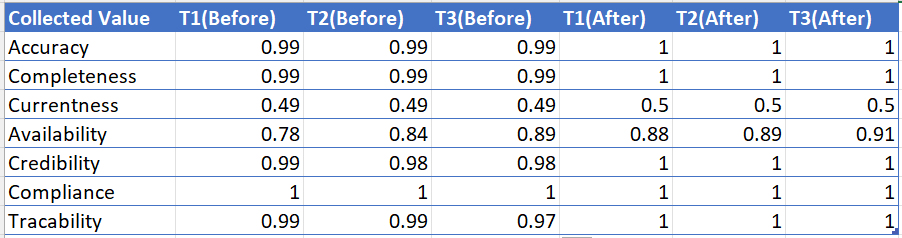 Collected Value T1(Before) T2(Before) T3(Before) T1(After) T2(After) T3(After)
Accuracy 0.99 0.99 0.99 1 1 1
Completeness 0.99 0.99 0.99 1 1 1
Currentness 0.49 0.49 0.49 0.5 0.5 0.5
Availability 0.78 0.84 0.89 0.88 0.89 0.91
Credibility 0.99 0.98 0.98 1 1 1
Compliance 1 1 1 1 1 1
Tracability 0.99 0.99 0.97 1 1 1